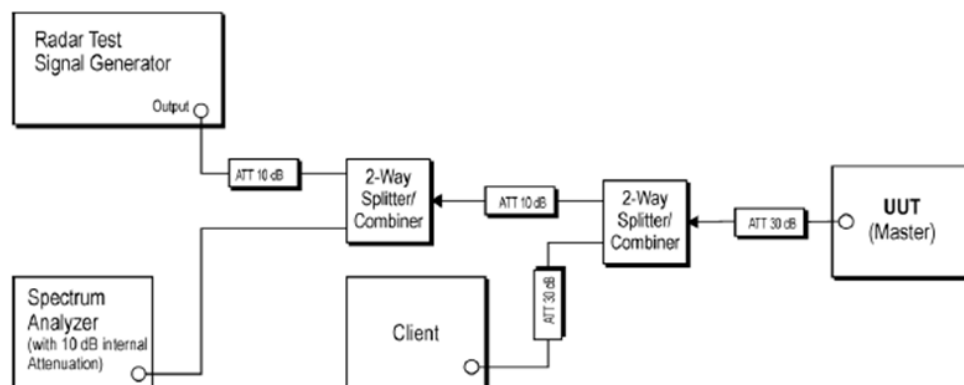 Radar Test
Signal Generator
Output
ATT 10 dB
2-Way
Splitter/
Combiner
ATT 10 dB
2-Way
Splitter/
Combiner
ATT 30 dB
UUT
(Master)
Spectrum
Analyzer
(with 10 dB internal
Attenuation)
Client
ATT 30 dB